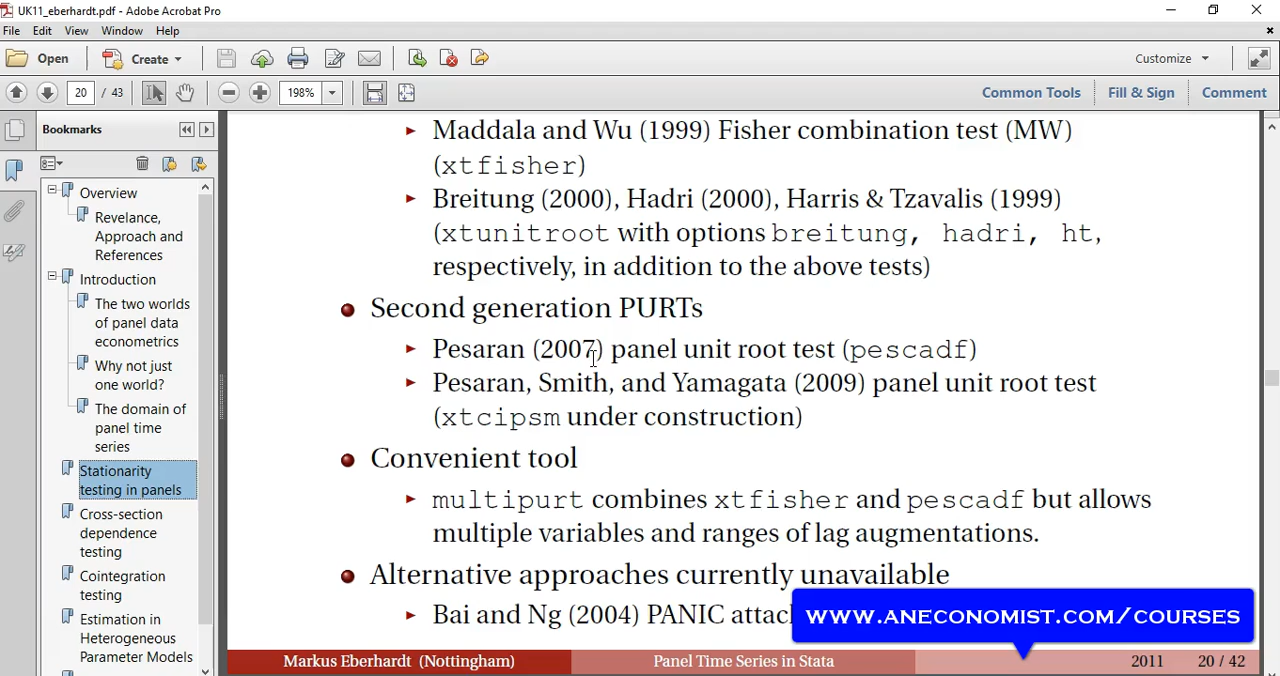 UK11_eberhardt.pdf - Adobe Acrobat Pro
File Edit View Window Help
Open Create Customize
20 / 43 198% Common Tools Fill & Sign Comment
Bookmarks
Overview
Revelance,
Approach and
References
Introduction
The two worlds
of panel data
econometrics
Why not just
one world?
The domain of
panel time
series
Stationarity
testing in panels
Cross-section
dependence
testing
Cointegration
testing
Estimation in
Heterogeneous
Parameter Models
Maddala and Wu (1999) Fisher combination test (MW)
(xtfisher)
Breitung (2000), Hadri (2000), Harris & Tzavalis (1999)
(xtunitroot with options breitung, hadri, ht,
respectively, in addition to the above tests)
Second generation PURTs
Pesaran (2007) panel unit root test (pescadf)
Pesaran, Smith, and Yamagata (2009) panel unit root test
(xtcipsm under construction)
Convenient tool
multipurt combines xtfisher and pescadf but allows
multiple variables and ranges of lag augmentations.
Alternative approaches currently unavailable
Bai and Ng (2004) PANIC attac
WWW.ANECONOMIST.COM/COURSES
Markus Eberhardt (Nottingham) Panel Time Series in Stata 2011 20 / 42